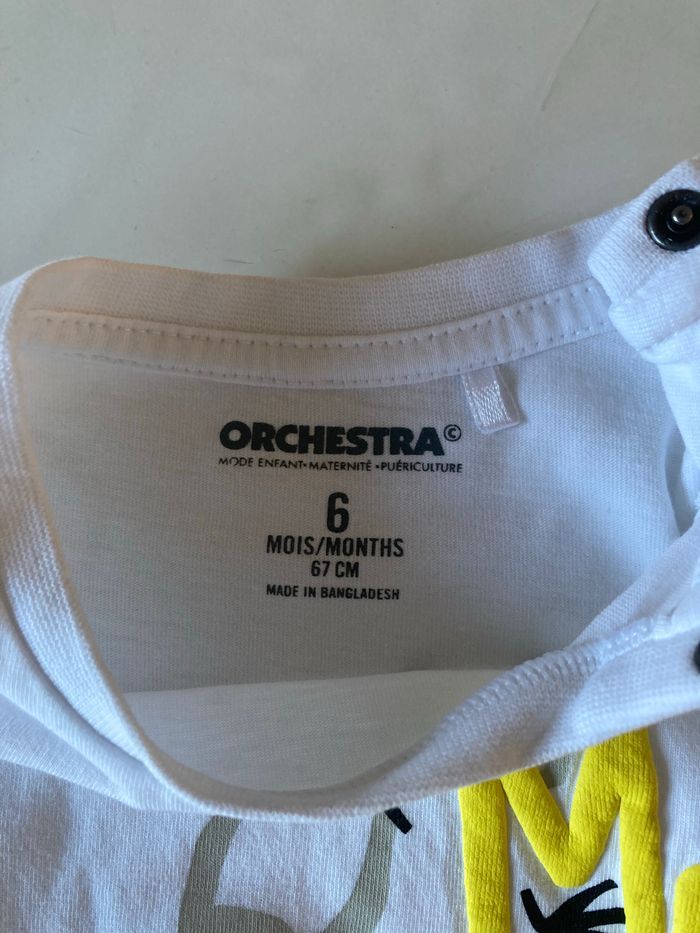 ORCHESTRA©
MODE ENFANT • MATERNITÉ • PUÉRICULTURE
6
MOIS/MONTHS
67 CM
MADE IN BANGLADESH
M